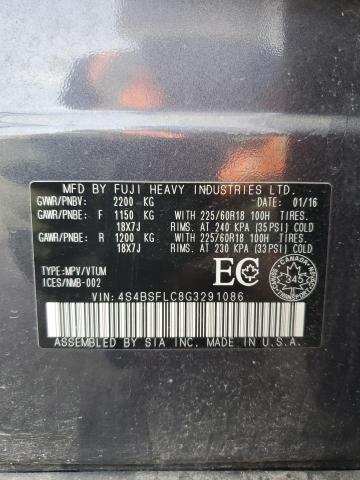 MFD. BY FUJI HEAVY INDUSTRIES LTD.
GVWR/PNBV: 2200 KG DATE: 01/16
GAWR/PNBE: F 1150 KG WITH 225/60R18 100H TIRES.
18X7J RIMS. AT 240 KPA (35PSI) COLD
GAWR/PNBE: R 1200 KG WITH 225/60R18 100H TIRES.
18X7J RIMS. AT 230 KPA (33PSI) COLD
TYPE:MPV/VTUM
ICES/NMB-002
EC
CANADA
345
VIN: 4S4BSFLC8G3291086
ASSEMBLED BY SIA INC. MADE IN U.S.A.